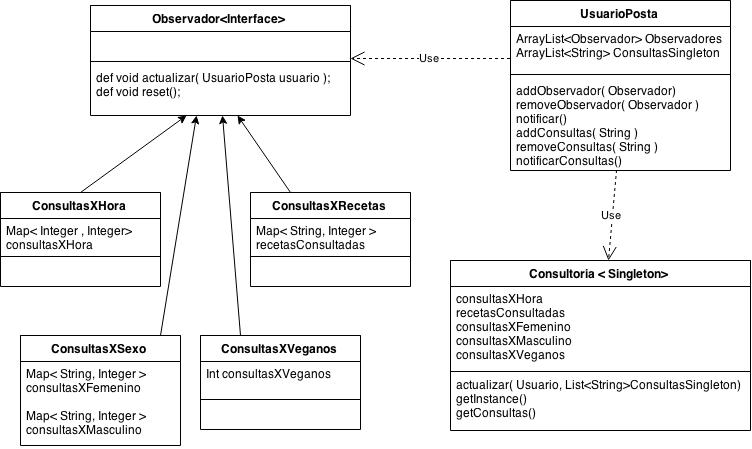 Observador<Interface>
def void actualizar( UsuarioPosta usuario );
def void reset();
Use
UsuarioPosta
ArrayList<Observador> Observadores
ArrayList<String> ConsultasSingleton
addObservador( Observador)
removeObservador( Observador )
notificar()
addConsultas( String )
removeConsultas( String )
notificarConsultas()
Use
ConsultasXHora
Map< Integer , Integer>
consultasXHora
ConsultasXRecetas
Map< String, Integer >
recetasConsultadas
Consultoria < Singleton>
consultasXHora
recetasConsultadas
consultasXFemenino
consultasXMasculino
consultasXVeganos
actualizar( Usuario, List<String>ConsultasSingleton)
getInstance()
getConsultas()
ConsultasXSexo
Map< String, Integer >
consultasXFemenino
Map< String, Integer >
consultasXMasculino
ConsultasXVeganos
Int consultasXVeganos